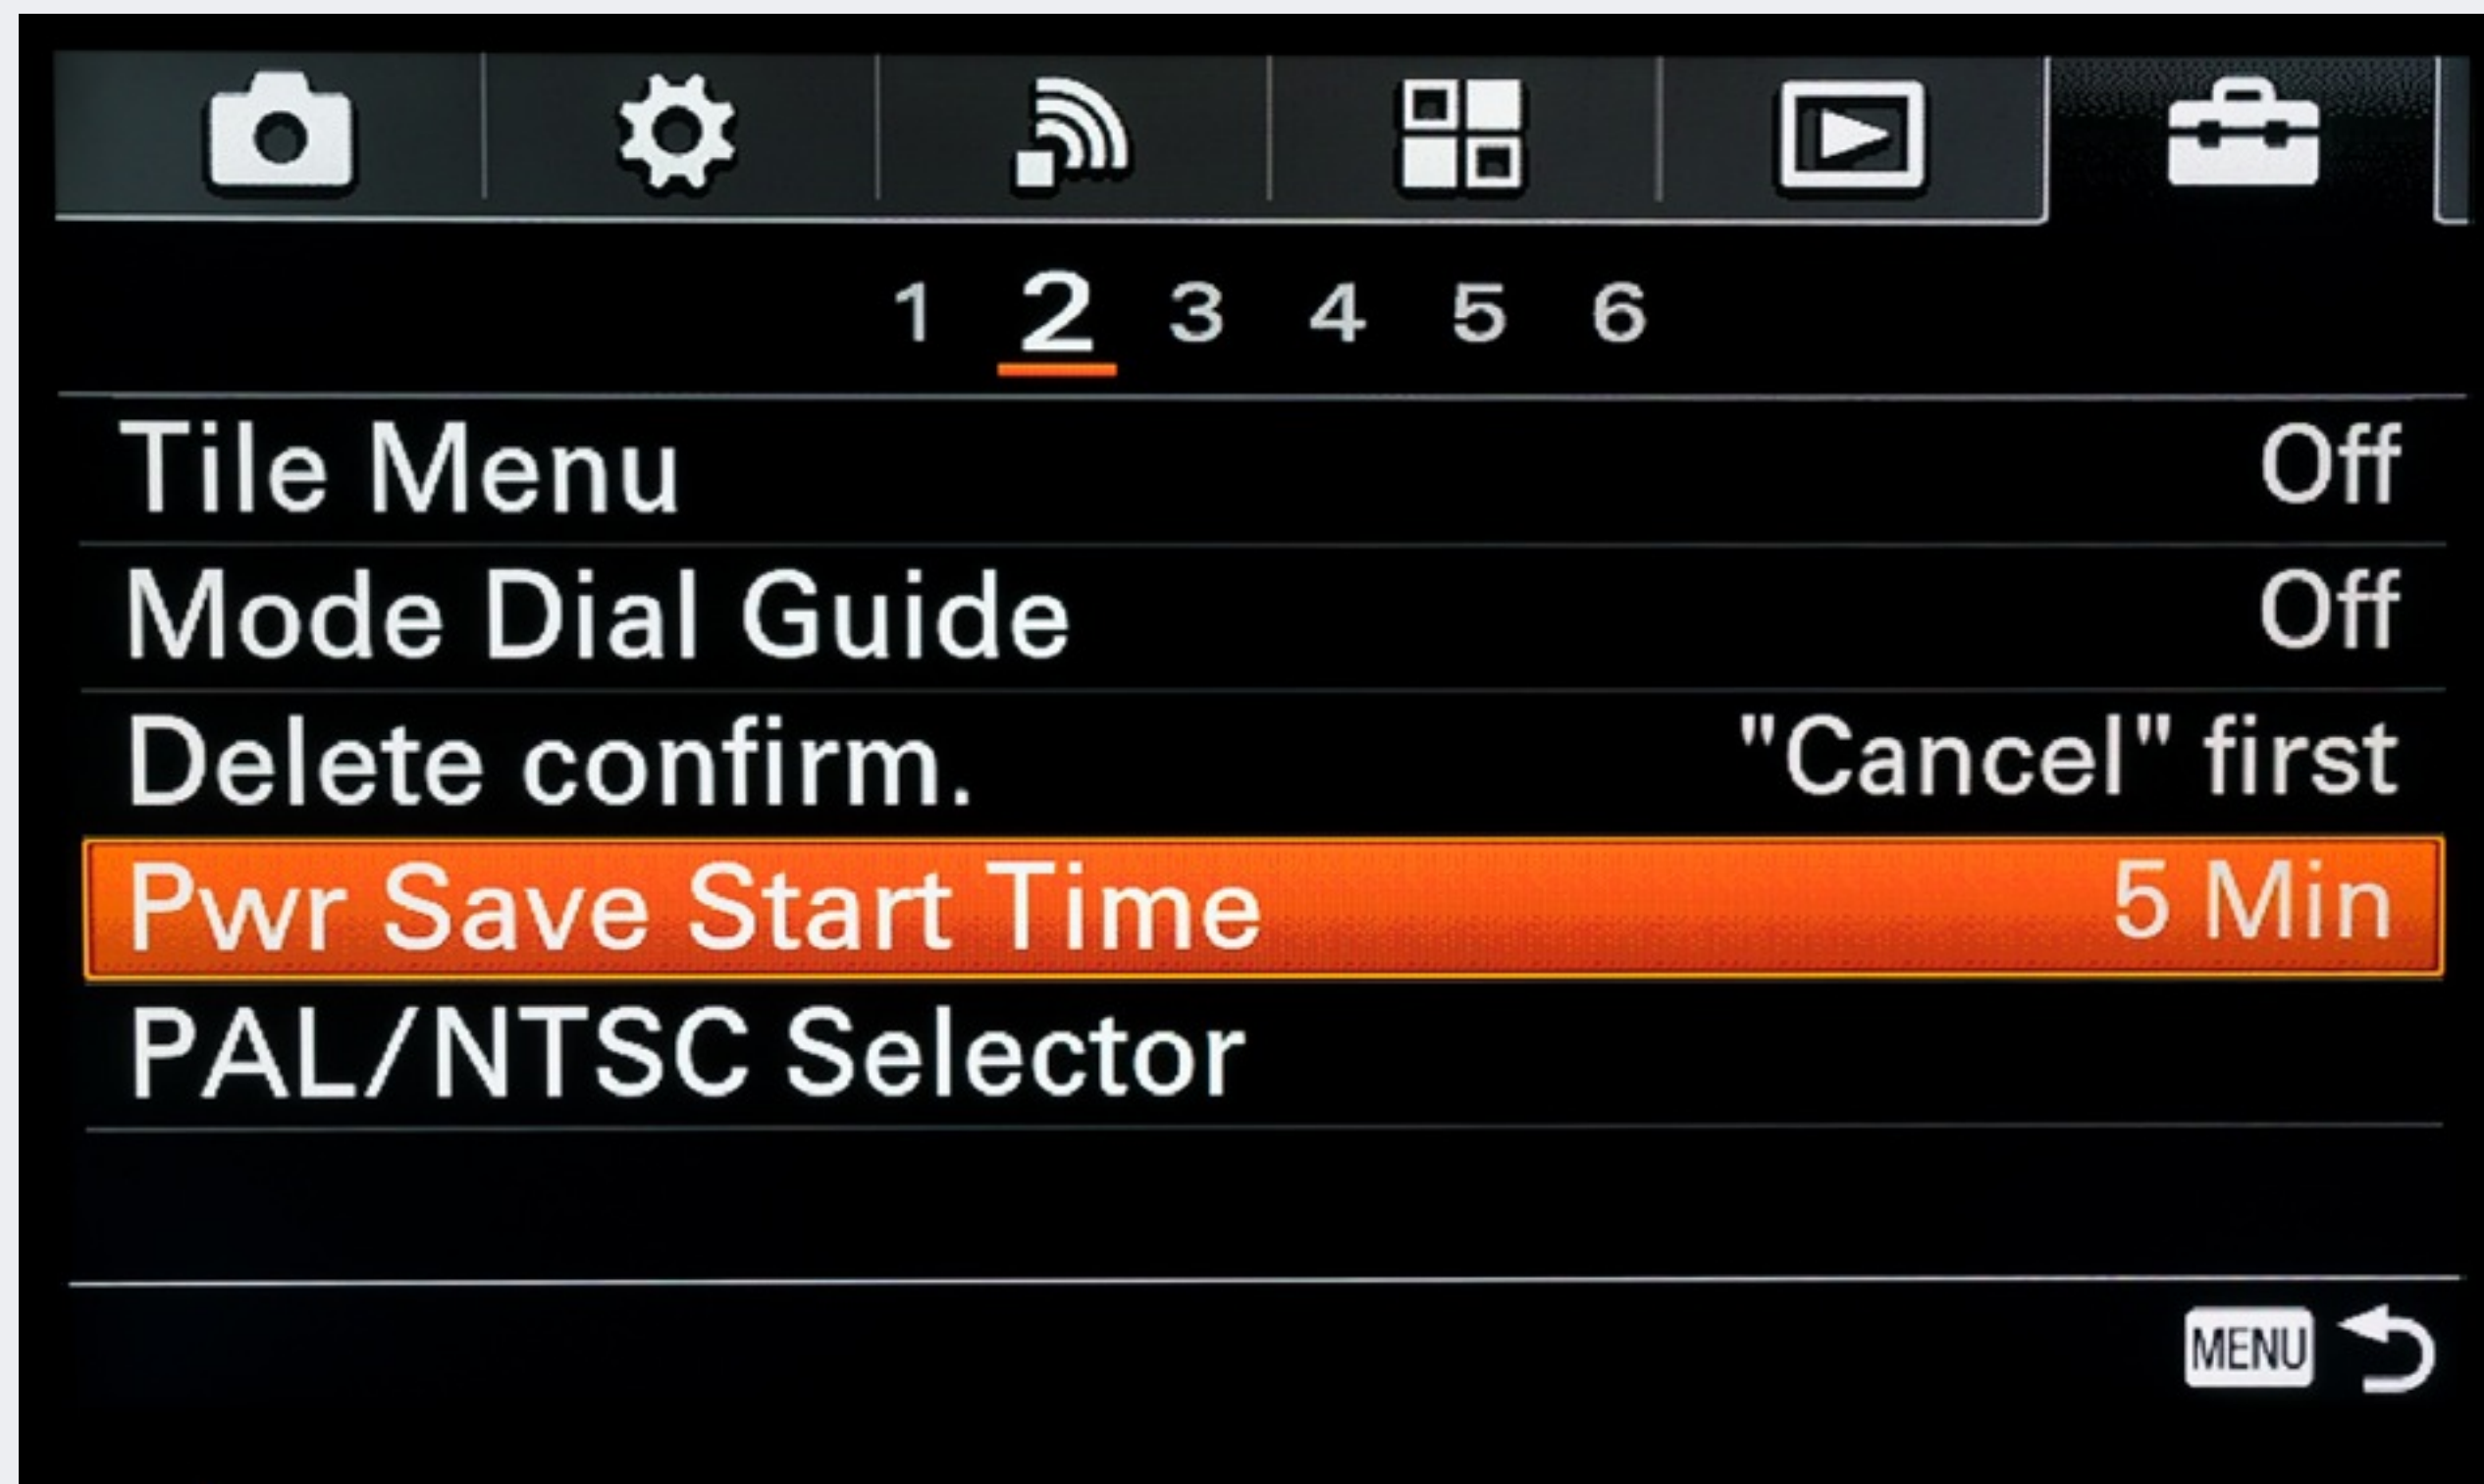 1 2 3 4 5 6
Tile Menu Off
Mode Dial Guide Off
Delete confirm. "Cancel" first
Pwr Save Start Time 5 Min
PAL/NTSC Selector
MENU